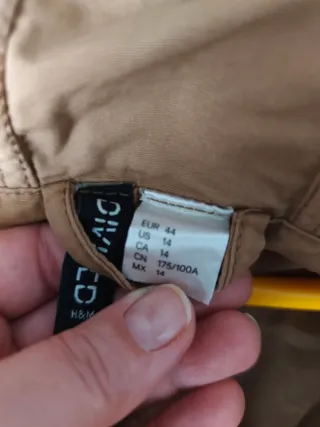 DIVIDED
H&M
EUR 44
US 14
CA 14
CN 175/100A
MX 14